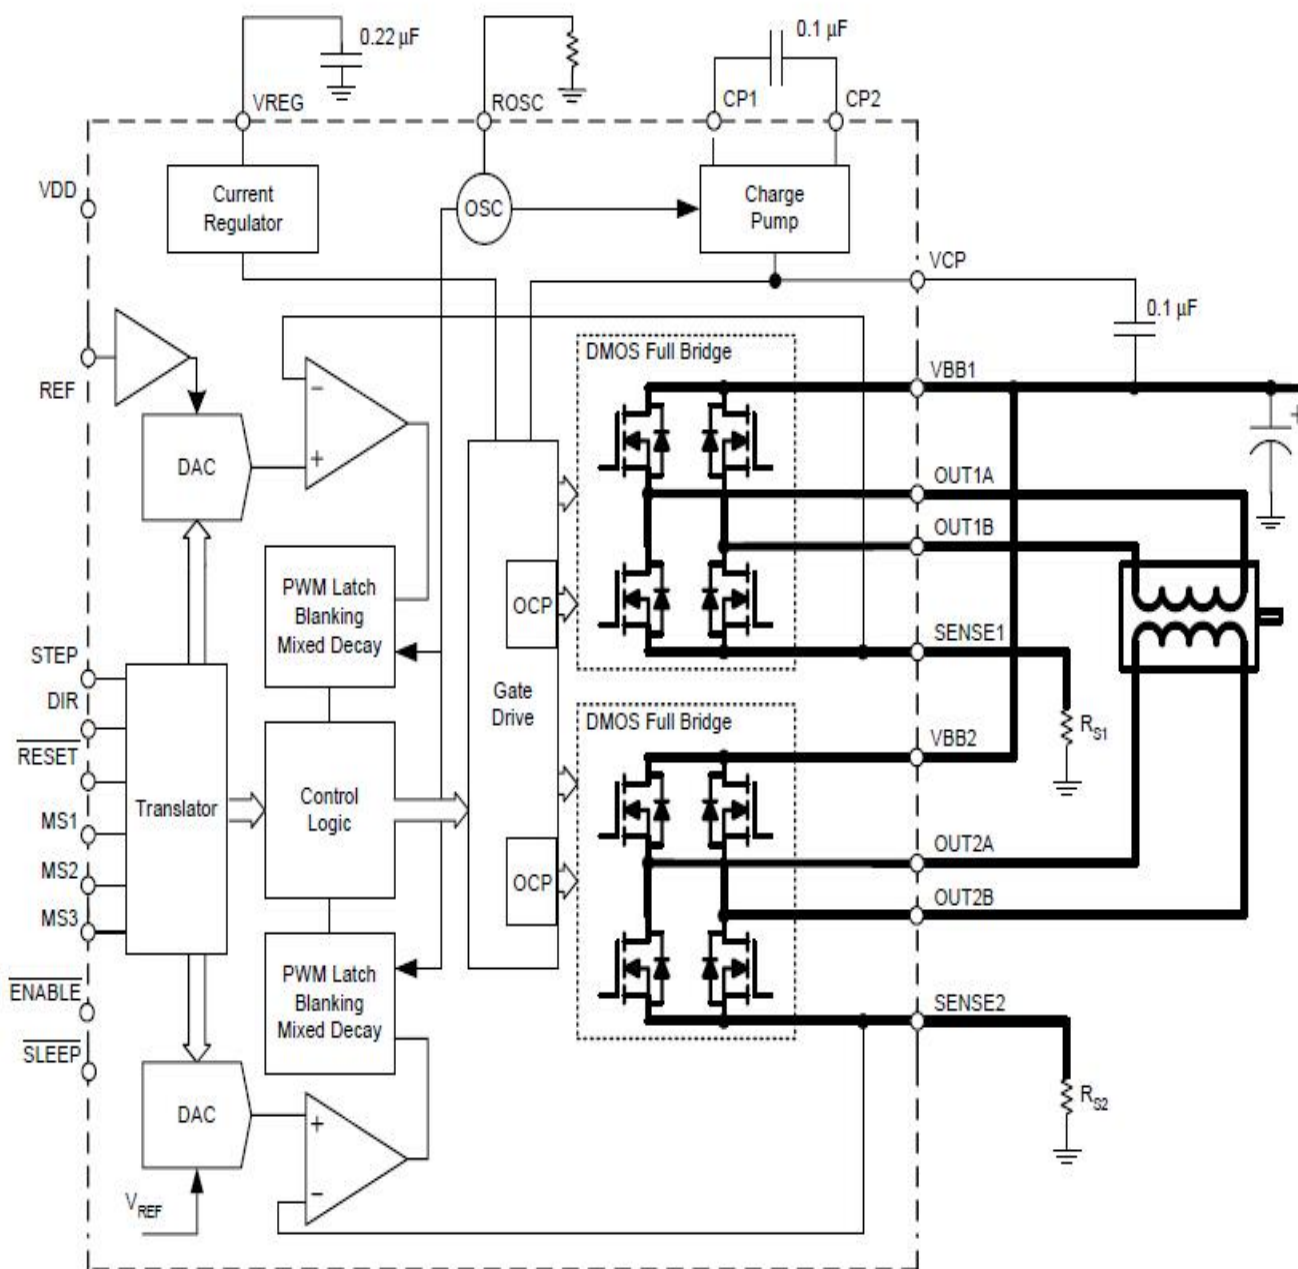 0.22 µF
0.1 µF
VREG
ROSC
CP1
CP2
VDD
Current
Regulator
OSC
Charge
Pump
VCP
0.1 µF
REF
DMOS Full Bridge
VBB1
−
+
DAC
+
OUT1A
OUT1B
PWM Latch
Blanking
Mixed Decay
OCP
SENSE1
STEP
DIR
RESET
MS1
MS2
MS3
ENABLE
SLEEP
Translator
Control
Logic
Gate
Drive
DMOS Full Bridge
VBB2
RS1
OUT2A
OCP
OUT2B
PWM Latch
Blanking
Mixed Decay
SENSE2
DAC
+
−
RS2
VREF